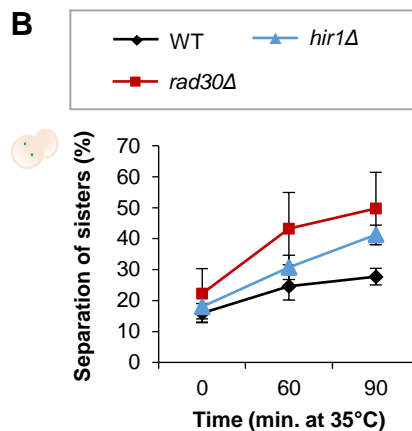 B
WT
hir1Δ
rad30Δ
Separation of sisters (%)
70
60
50
40
30
20
10
0
0 60 90
Time (min. at 35°C)